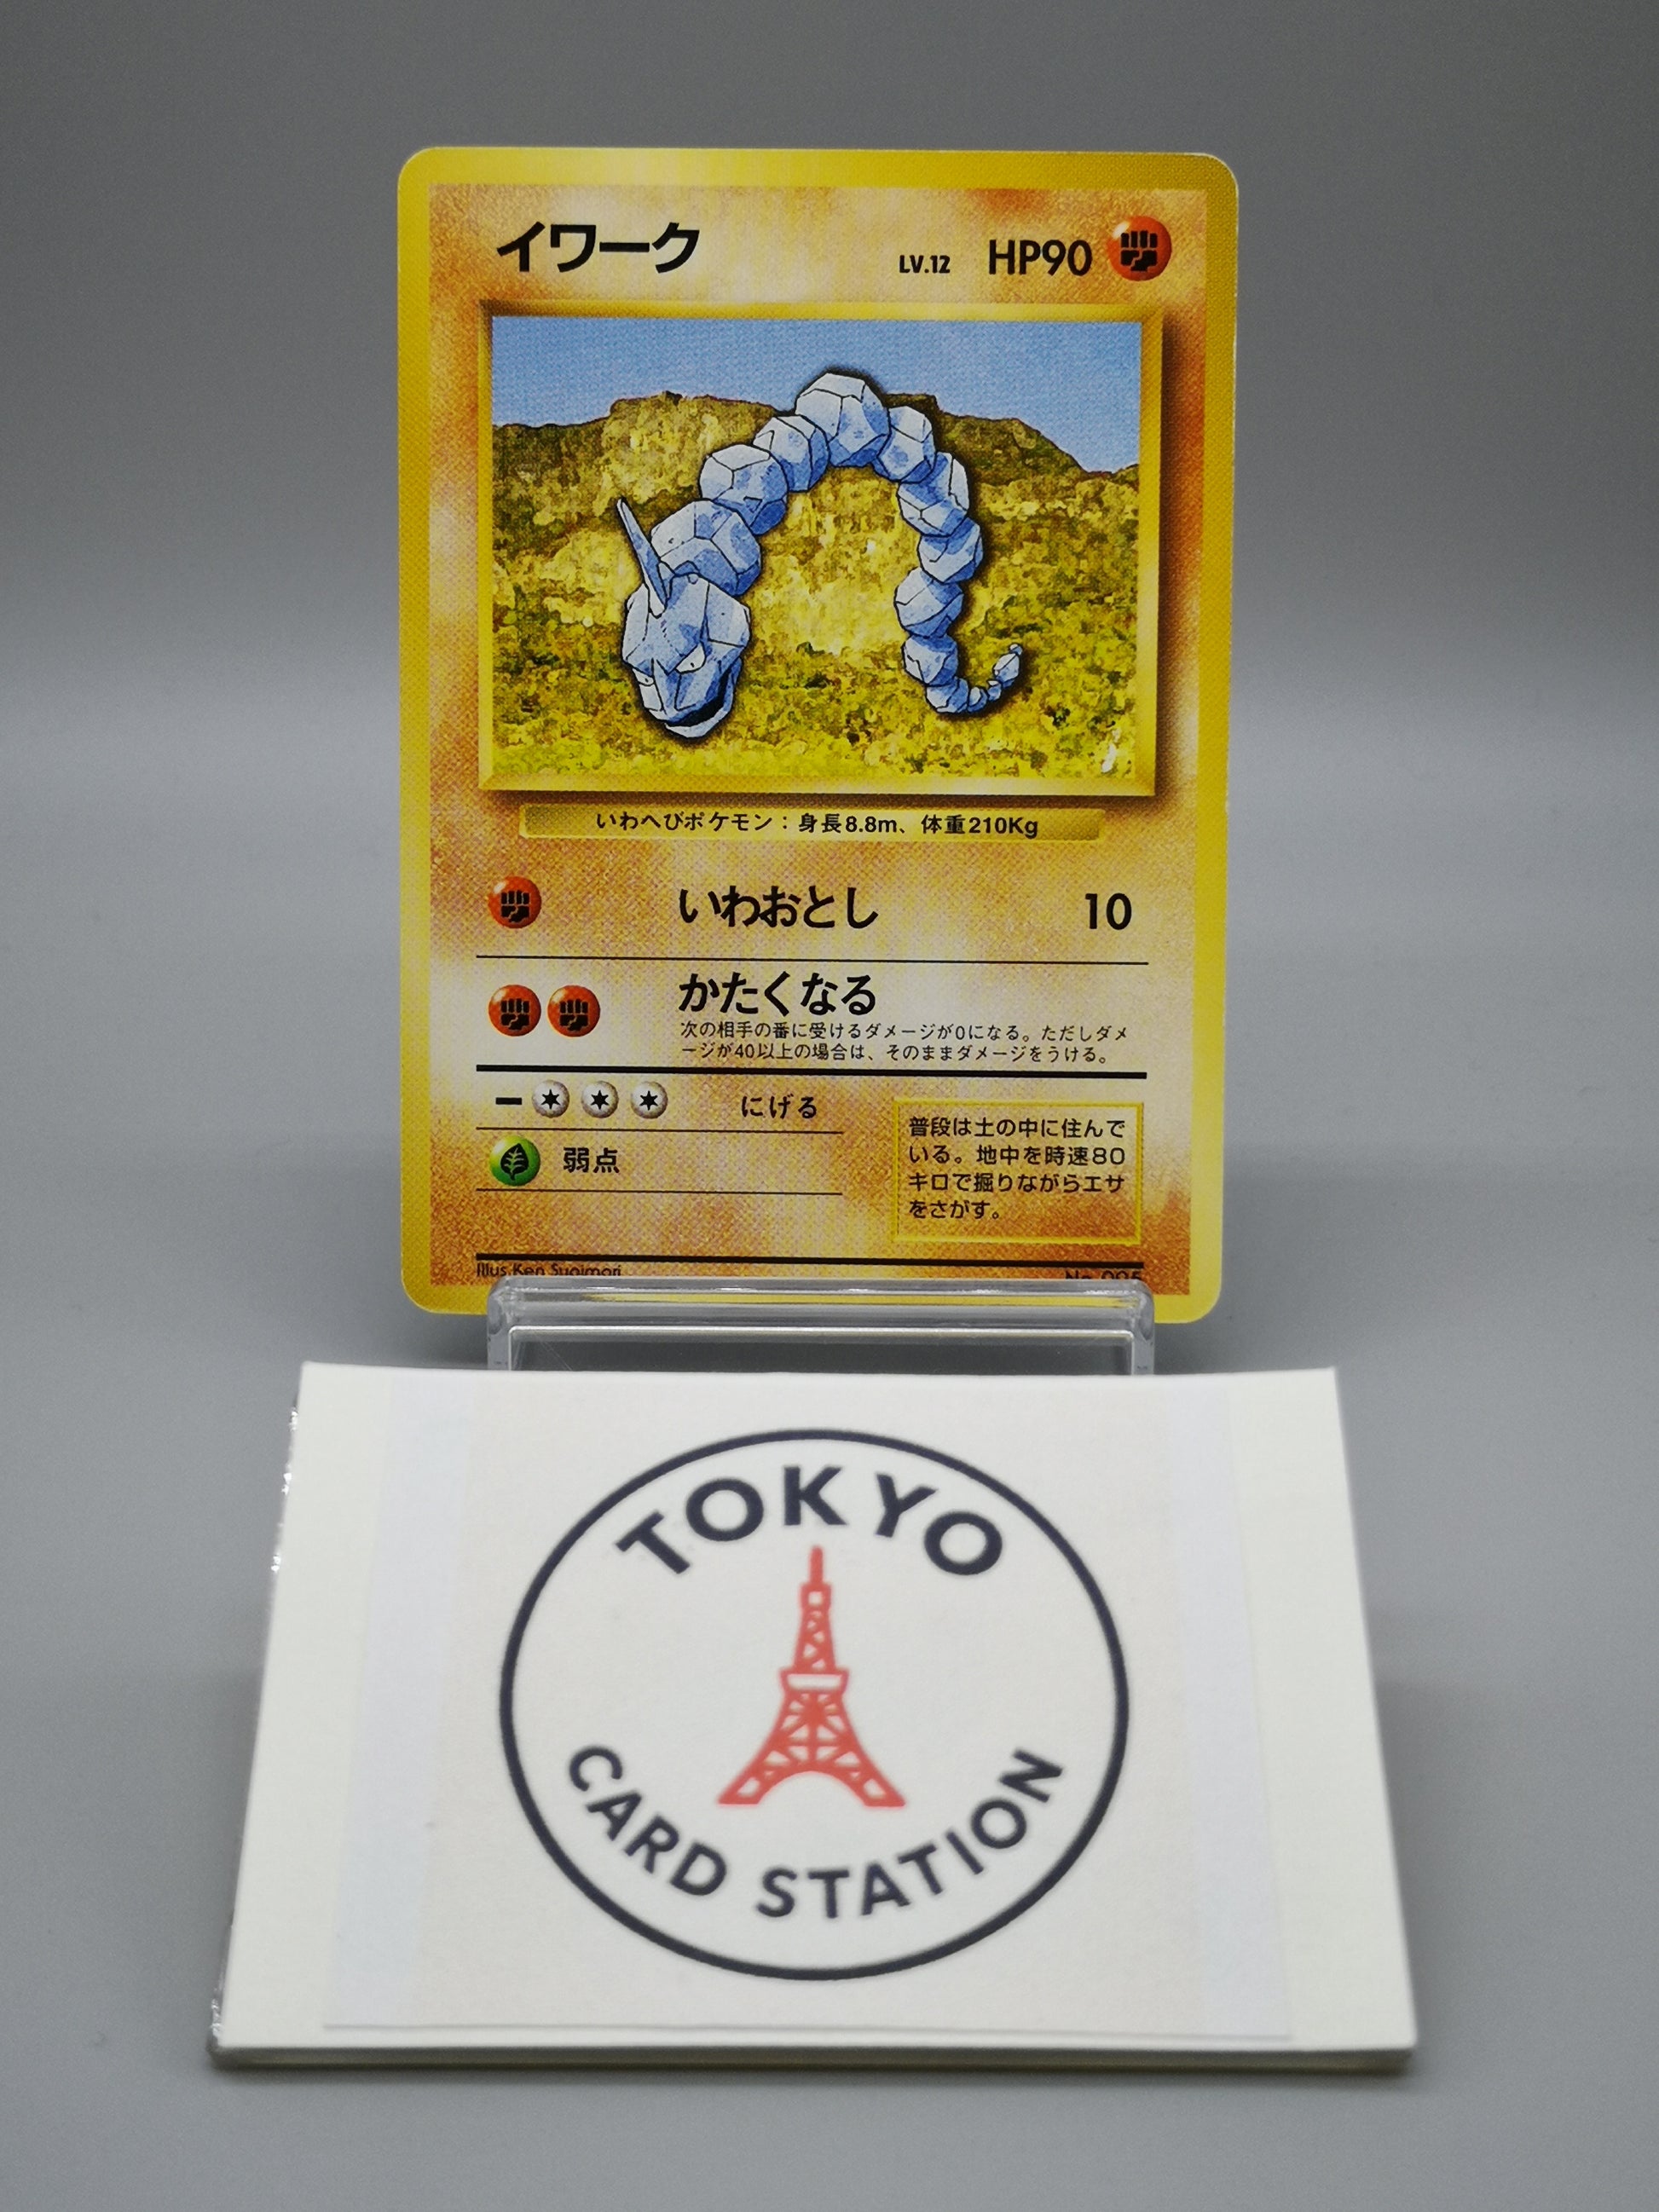 イワーク
LV.12 HP90
いわへびポケモン：身長8.8m、体重210Kg
いわおとし 10
かたくなる
次の相手の番に受けるダメージが0になる。ただしダメ
ージが40以上の場合は、そのままダメージをうける。
にげる
弱点
普段は土の中に住んで
いる。地中を時速80
キロで掘りながらエサ
をさがす。
Illus.Ken Sugimori No.095
TOKYO
CARD STATION